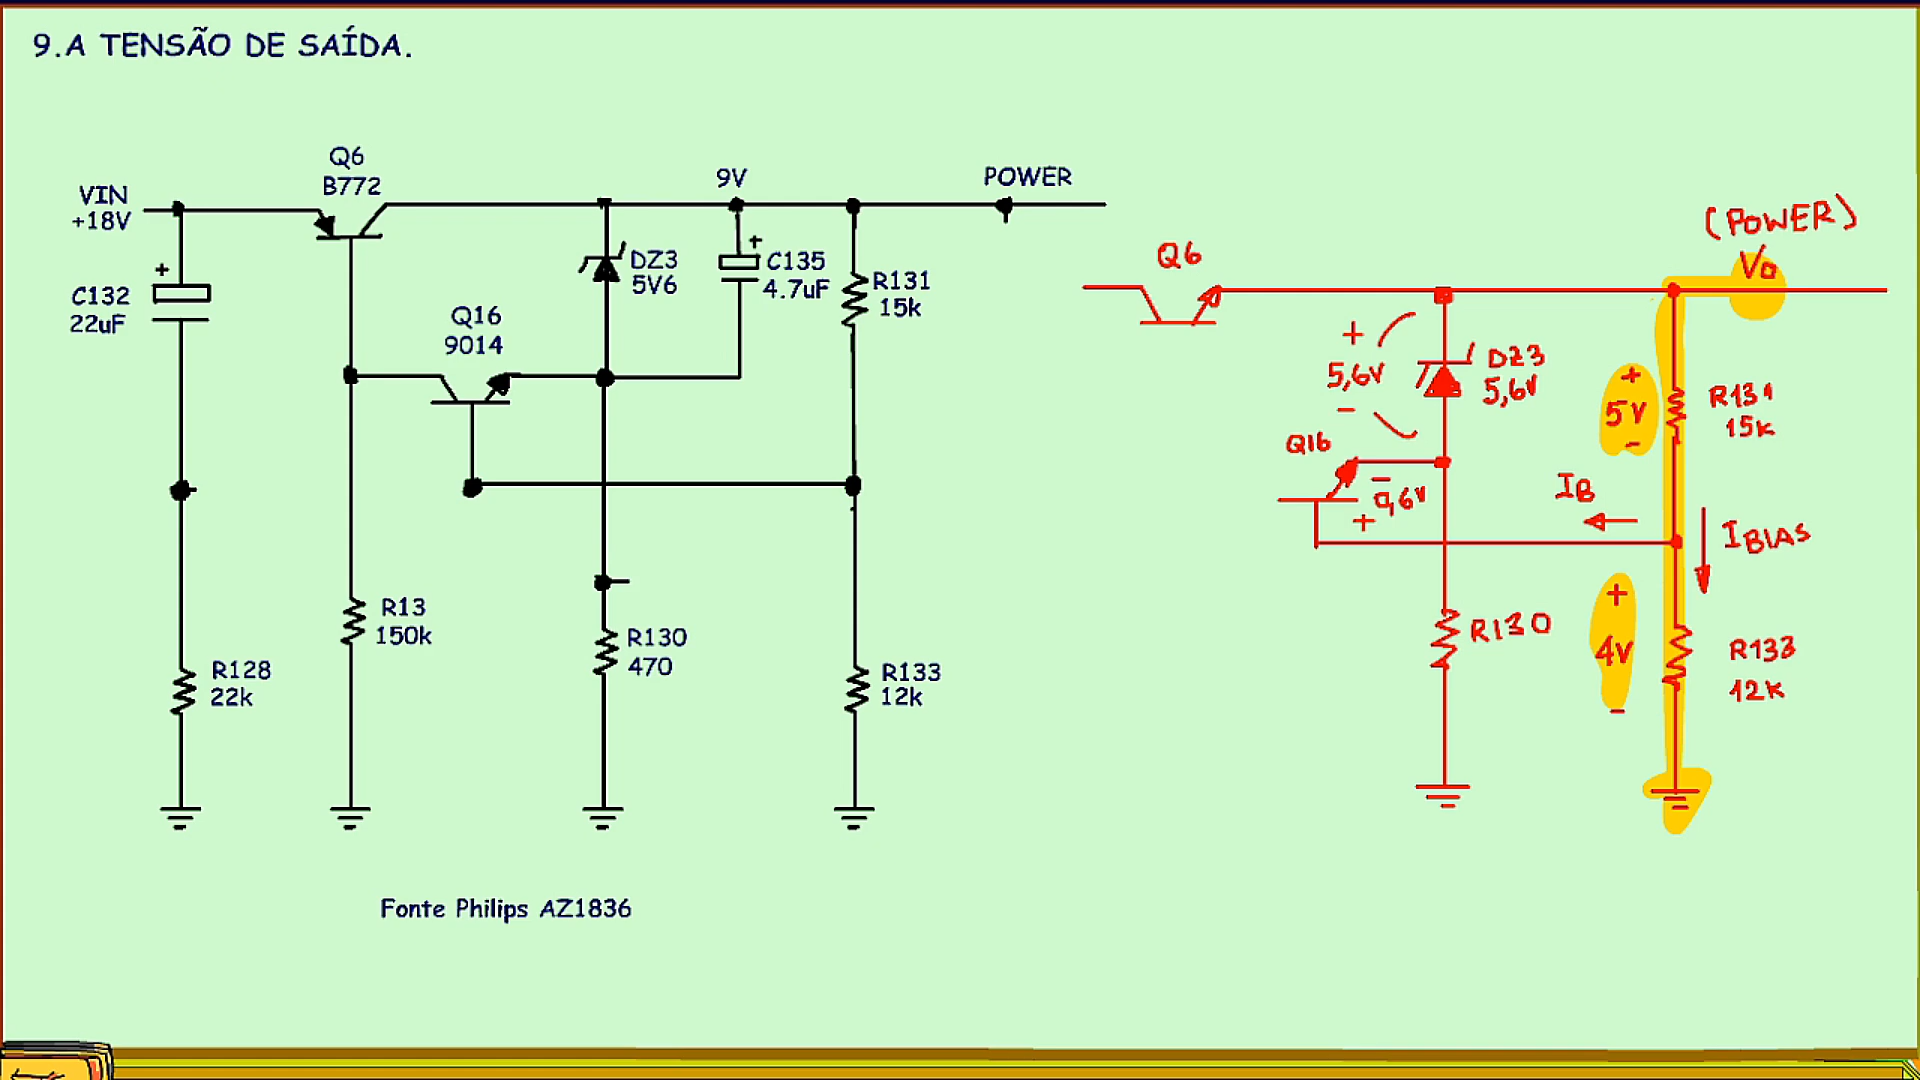 9.A TENSÃO DE SAÍDA.
Q6
B772
VIN
+18V
9V
POWER
+
C132
22uF
DZ3
5V6
+
C135
4.7uF
R131
15k
Q16
9014
R13
150k
R130
470
R128
22k
R133
12k
Fonte Philips AZ1836
(POWER)
Vo
Q6
+
5,6V
-
DZ3
5,6V
+
5V
-
R131
15K
Q16
-
0,6V
+
IB
IBIAS
+
4V
-
R130
R133
12K